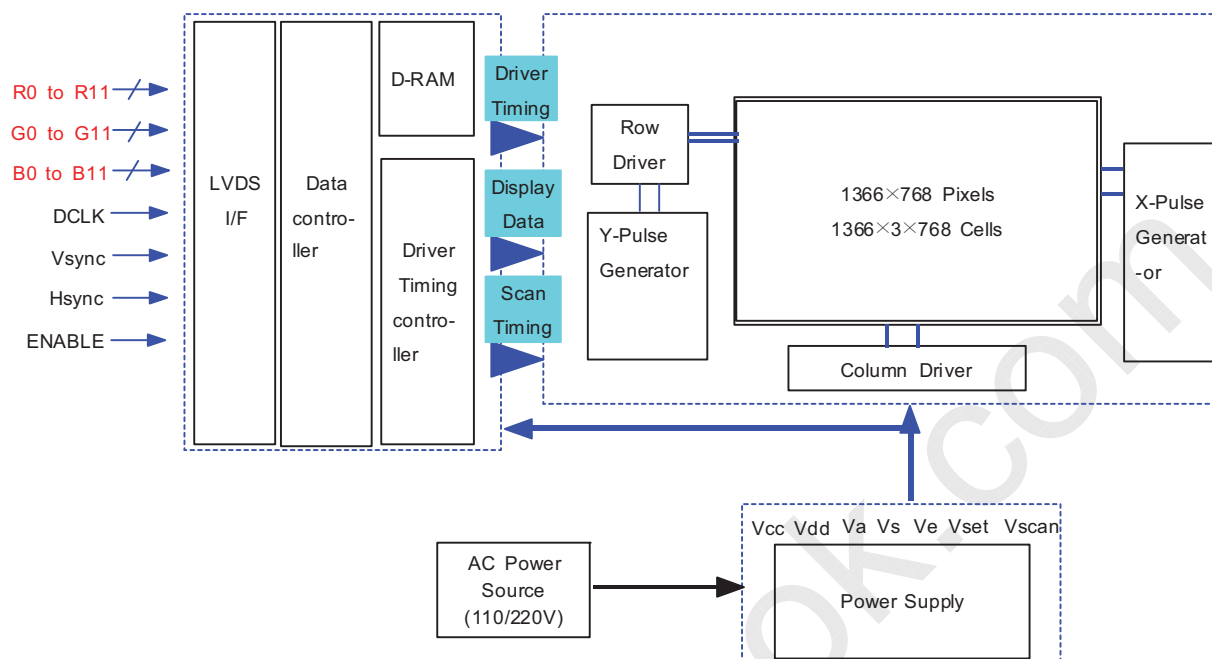 R0 to R11
G0 to G11
B0 to B11
DCLK
Vsync
Hsync
ENABLE
LVDS
I/F
Data
contro-
ller
D-RAM
Driver
Timing
contro-
ller
Driver
Timing
Display
Data
Scan
Timing
Row
Driver
Y-Pulse
Generator
1366×768 Pixels
1366×3×768 Cells
X-Pulse
Generat
-or
Column Driver
Vcc Vdd Va Vs Ve Vset Vscan
Power Supply
AC Power
Source
(110/220V)
ok.com